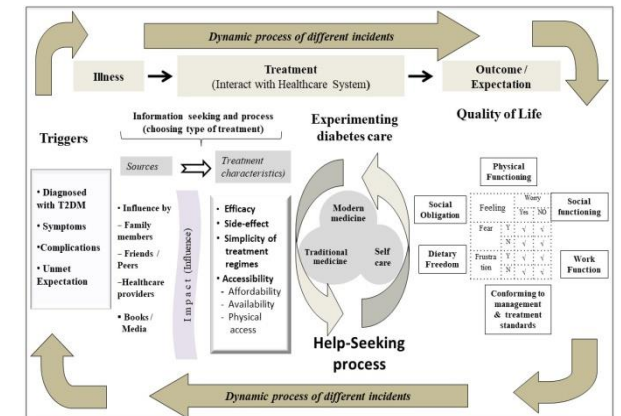 Dynamic process of different incidents
Illness
Treatment
(Interact with Healthcare System)
Outcome /
Expectation
Information seeking and process
(choosing type of treatment)
Experimenting
diabetes care
Quality of Life
Triggers
Sources
Treatment
characteristics)
• Diagnosed
with T2DM
• Symptoms
•Complications
• Unmet
Expectation
• Influence by
– Family
members
– Friends /
Peers
–Healthcare
providers
▪ Books /
Media
Impact (Influence)
• Efficacy
• Side-effect
• Simplicity of
treatment
regimes
• Accessibility
- Affordability
- Availability
- Physical
access
Modern
medicine
Traditional
medicine
Self
care
Help-Seeking
process
Physical
Functioning
Social
Obligation
Feeling
Worry
Yes NO
Fear Y √ √
N √ √
Frustra
tion
Y √ √
N √ √
Social
functioning
Dietary
Freedom
Work
Function
Conforming to
management
& treatment
standards
Dynamic process of different incidents